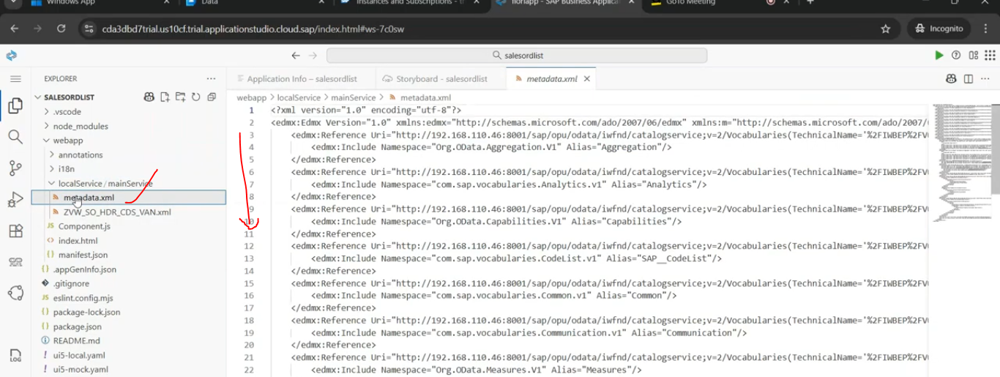 Windows App
Data
Instances and Subscriptions - tr
fioriapp - SAP Business Applicat
GoTo Meeting
cda3dbd7trial.us10cf.trial.applicationstudio.cloud.sap/index.html#ws-7c0sw
Incognito
salesordlist
EXPLORER
Application Info – salesordlist
Storyboard - salesordlist
metadata.xml
SALESORDLIST
.vscode
node_modules
webapp
annotations
i18n
localService / mainService
metadata.xml
ZVW_SO_HDR_CDS_VAN.xml
Component.js
index.html
manifest.json
.appGenInfo.json
.gitignore
eslint.config.mjs
package-lock.json
package.json
README.md
ui5-local.yaml
ui5-mock.yaml
LOG
webapp > localService > mainService > metadata.xml
1 <?xml version="1.0" encoding="utf-8"?>
2 <edmx:Edmx Version="1.0" xmlns:edmx="http://schemas.microsoft.com/ado/2007/06/edmx" xmlns:m="http://schemas.microsoft.com/ado/2007/
3 <edmx:Reference Uri="http://192.168.110.46:8001/sap/opu/odata/iwfnd/catalogservice;v=2/Vocabularies(TechnicalName='%2FIWBEP%2FV
4 <edmx:Include Namespace="Org.OData.Aggregation.V1" Alias="Aggregation"/>
5 </edmx:Reference>
6 <edmx:Reference Uri="http://192.168.110.46:8001/sap/opu/odata/iwfnd/catalogservice;v=2/Vocabularies(TechnicalName='%2FIWBEP%2FV
7 <edmx:Include Namespace="com.sap.vocabularies.Analytics.v1" Alias="Analytics"/>
8 </edmx:Reference>
9 <edmx:Reference Uri="http://192.168.110.46:8001/sap/opu/odata/iwfnd/catalogservice;v=2/Vocabularies(TechnicalName='%2FIWBEP%2FV
10 <edmx:Include Namespace="Org.OData.Capabilities.V1" Alias="Capabilities"/>
11 </edmx:Reference>
12 <edmx:Reference Uri="http://192.168.110.46:8001/sap/opu/odata/iwfnd/catalogservice;v=2/Vocabularies(TechnicalName='%2FIWBEP%2FV
13 <edmx:Include Namespace="com.sap.vocabularies.CodeList.v1" Alias="SAP__CodeList"/>
14 </edmx:Reference>
15 <edmx:Reference Uri="http://192.168.110.46:8001/sap/opu/odata/iwfnd/catalogservice;v=2/Vocabularies(TechnicalName='%2FIWBEP%2FV
16 <edmx:Include Namespace="com.sap.vocabularies.Common.v1" Alias="Common"/>
17 </edmx:Reference>
18 <edmx:Reference Uri="http://192.168.110.46:8001/sap/opu/odata/iwfnd/catalogservice;v=2/Vocabularies(TechnicalName='%2FIWBEP%2FV
19 <edmx:Include Namespace="com.sap.vocabularies.Communication.v1" Alias="Communication"/>
20 </edmx:Reference>
21 <edmx:Reference Uri="http://192.168.110.46:8001/sap/opu/odata/iwfnd/catalogservice;v=2/Vocabularies(TechnicalName='%2FIWBEP%2FV
22 <edmx:Include Namespace="Org.OData.Measures.V1" Alias="Measures"/>